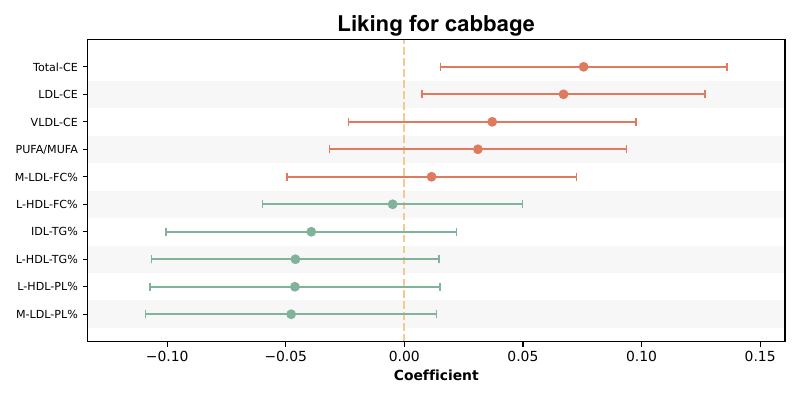 Liking for cabbage
Total-CE
LDL-CE
VLDL-CE
PUFA/MUFA
M-LDL-FC%
L-HDL-FC%
IDL-TG%
L-HDL-TG%
L-HDL-PL%
M-LDL-PL%
−0.10 −0.05 0.00 0.05 0.10 0.15
Coefficient